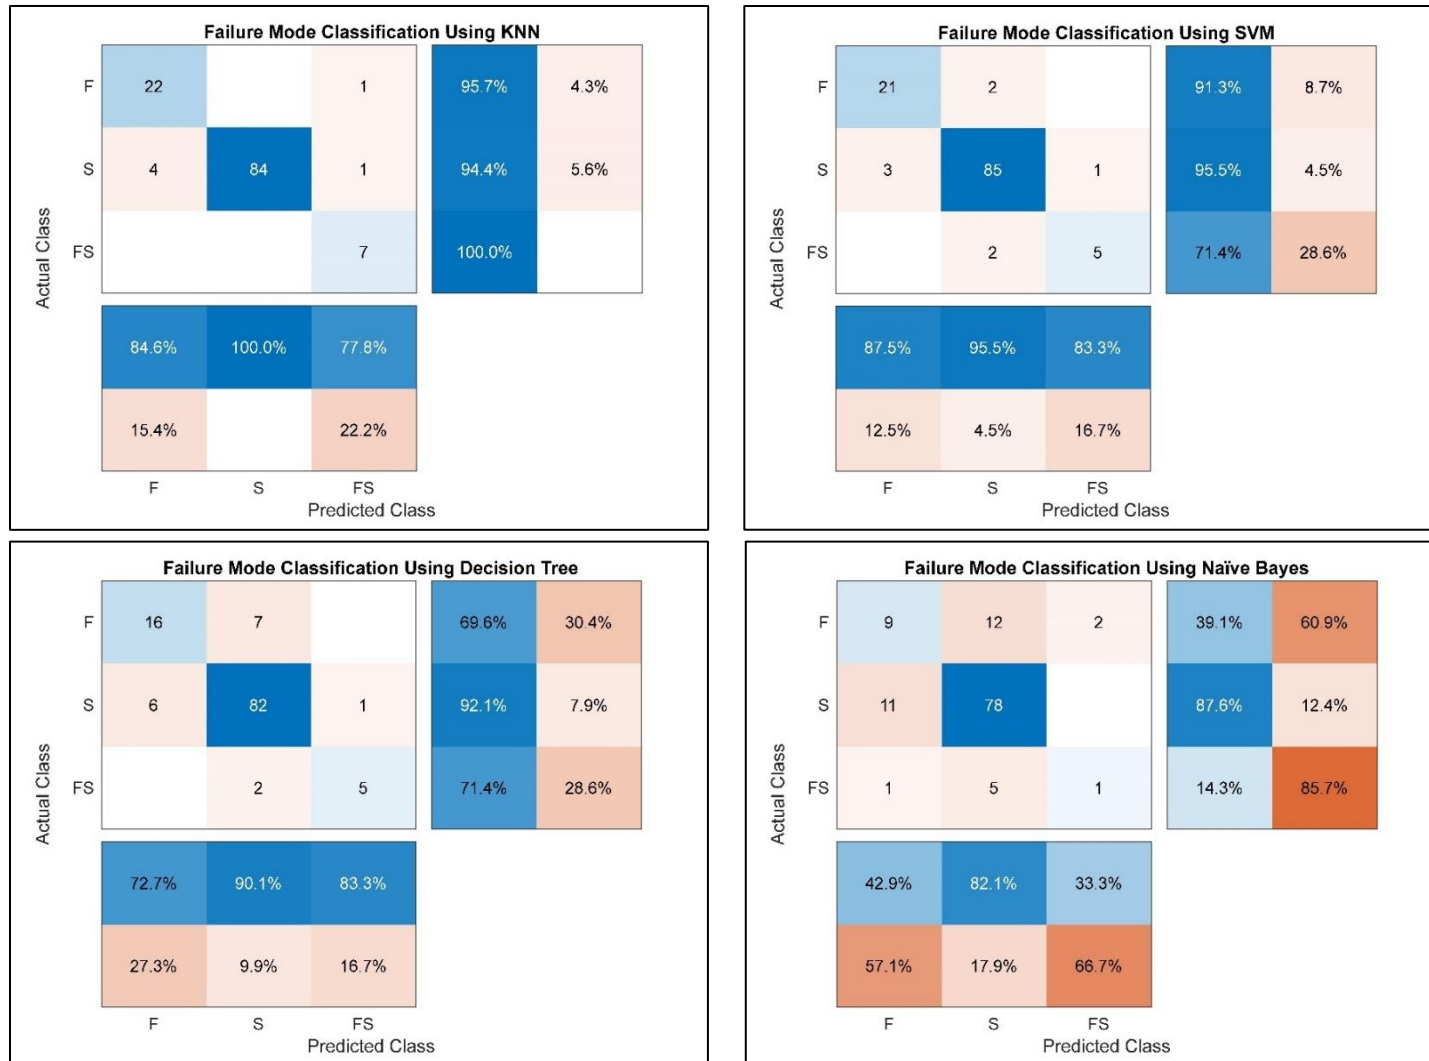 Failure Mode Classification Using KNN
F 22 1 95.7% 4.3%
S 4 84 1 94.4% 5.6%
FS 7 100.0%
Actual Class
84.6% 100.0% 77.8%
15.4% 22.2%
F S FS
Predicted Class
Failure Mode Classification Using SVM
F 21 2 91.3% 8.7%
S 3 85 1 95.5% 4.5%
FS 2 5 71.4% 28.6%
Actual Class
87.5% 95.5% 83.3%
12.5% 4.5% 16.7%
F S FS
Predicted Class
Failure Mode Classification Using Decision Tree
F 16 7 69.6% 30.4%
S 6 82 1 92.1% 7.9%
FS 2 5 71.4% 28.6%
Actual Class
72.7% 90.1% 83.3%
27.3% 9.9% 16.7%
F S FS
Predicted Class
Failure Mode Classification Using Naïve Bayes
F 9 12 2 39.1% 60.9%
S 11 78 87.6% 12.4%
FS 1 5 1 14.3% 85.7%
Actual Class
42.9% 82.1% 33.3%
57.1% 17.9% 66.7%
F S FS
Predicted Class